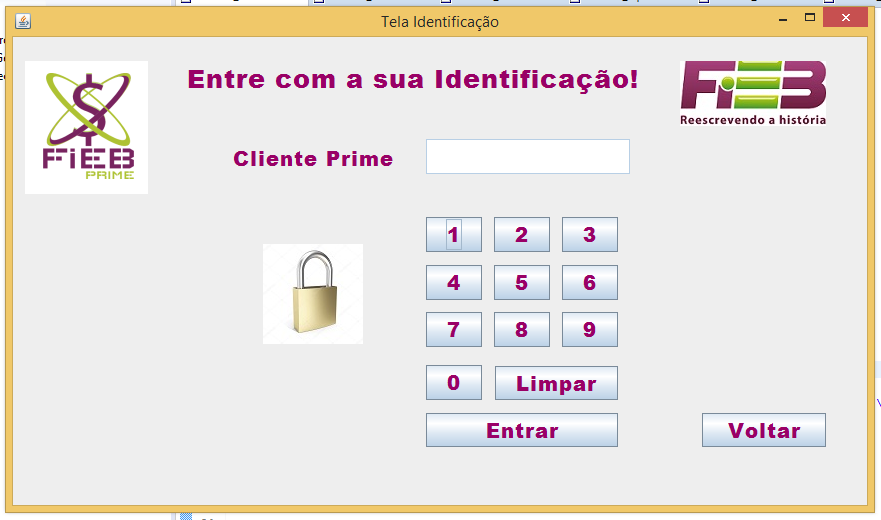 Tela Identificação
Entre com a sua Identificação!
FiEB
PRIME
FiEB
Reescrevendo a história
Cliente Prime
1 2 3
4 5 6
7 8 9
0 Limpar
Entrar
Voltar